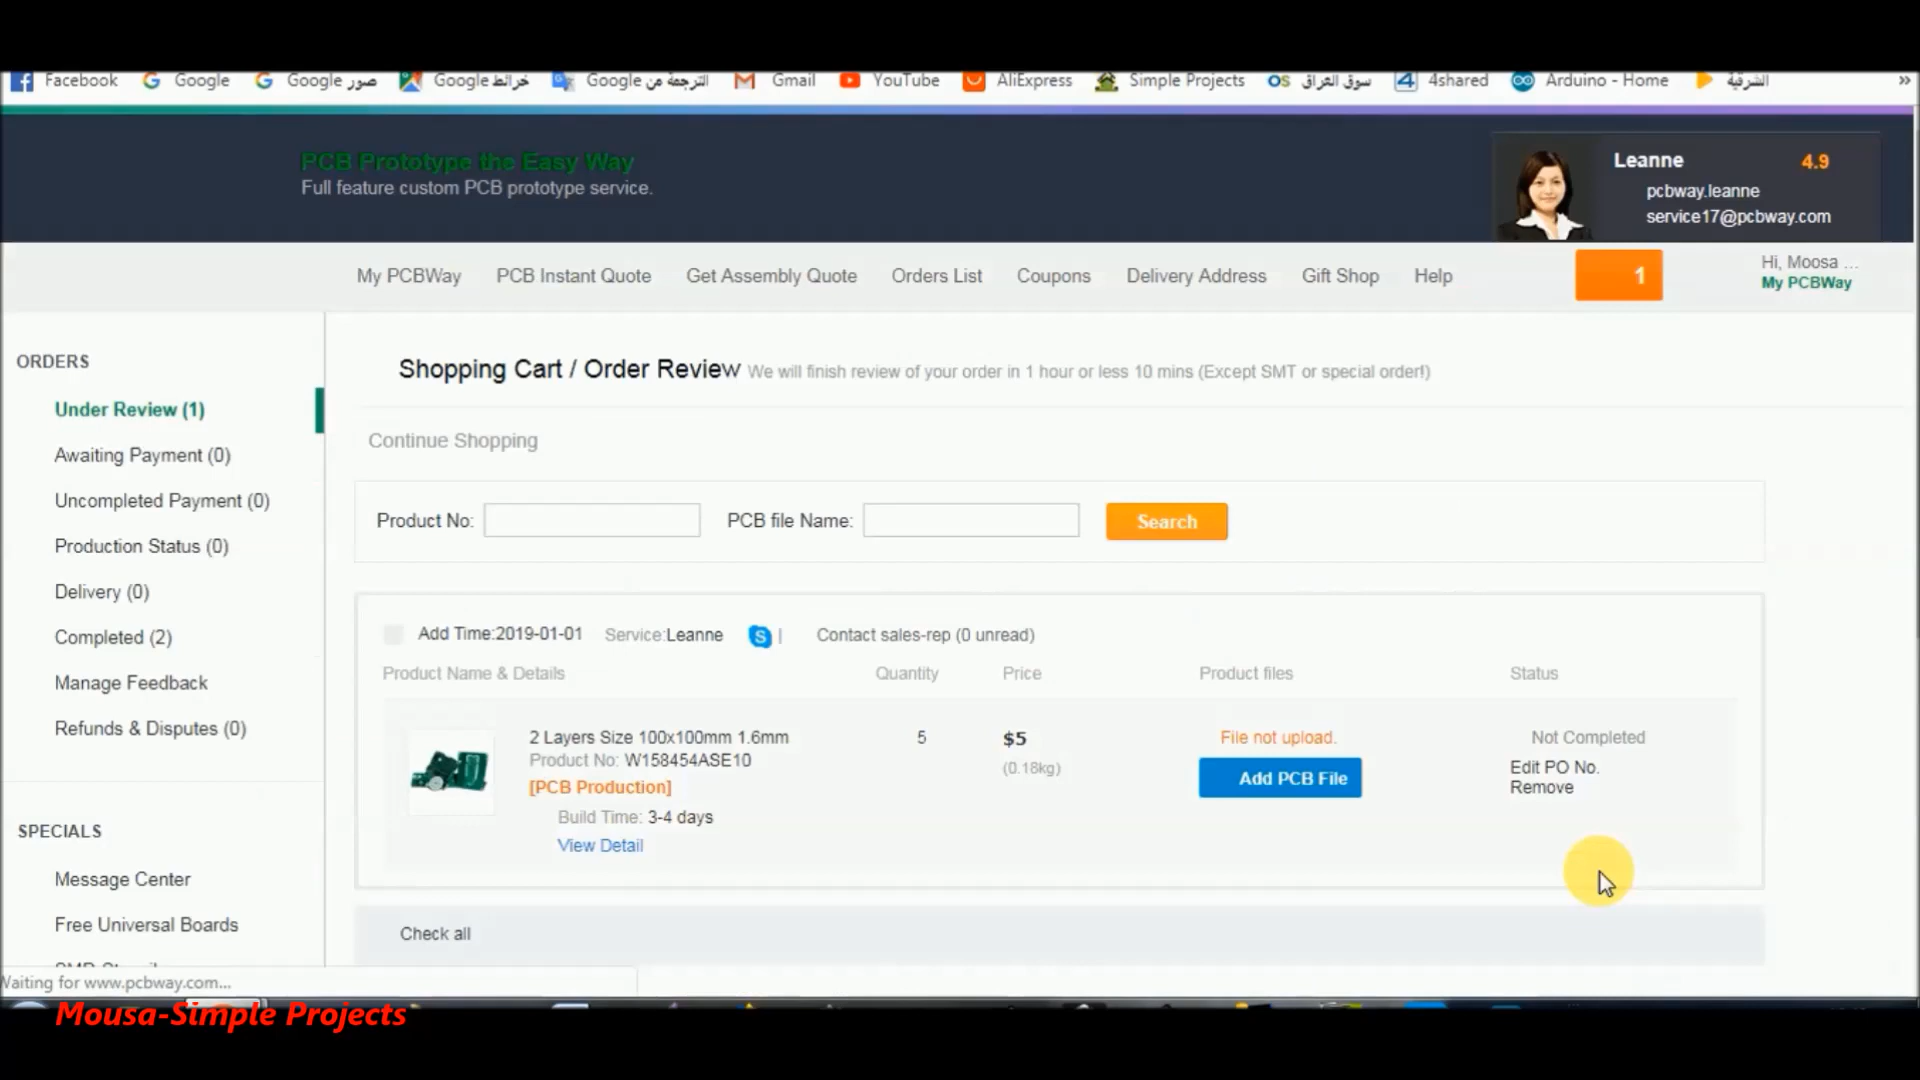 Facebook Google صور Google خرائط Google الترجمة من Google Gmail YouTube AliExpress Simple Projects OS سوق العراق 4shared Arduino - Home الشرقية »
PCB Prototype the Easy Way
Full feature custom PCB prototype service.
Leanne 4.9
pcbway.leanne
service17@pcbway.com
My PCBWay PCB Instant Quote Get Assembly Quote Orders List Coupons Delivery Address Gift Shop Help 1
Hi, Moosa ...
My PCBWay
ORDERS
Under Review (1)
Awaiting Payment (0)
Uncompleted Payment (0)
Production Status (0)
Delivery (0)
Completed (2)
Manage Feedback
Refunds & Disputes (0)
SPECIALS
Message Center
Free Universal Boards
Shopping Cart / Order Review We will finish review of your order in 1 hour or less 10 mins (Except SMT or special order!)
Continue Shopping
Product No: PCB file Name: Search
Add Time:2019-01-01 Service:Leanne | Contact sales-rep (0 unread)
Product Name & Details Quantity Price Product files Status
2 Layers Size 100x100mm 1.6mm 5 $5 File not upload. Not Completed
Product No: W158454ASE10 (0.18kg) Add PCB File Edit PO No.
[PCB Production] Remove
Build Time: 3-4 days
View Detail
Check all
Waiting for www.pcbway.com...
Mousa-Simple Projects